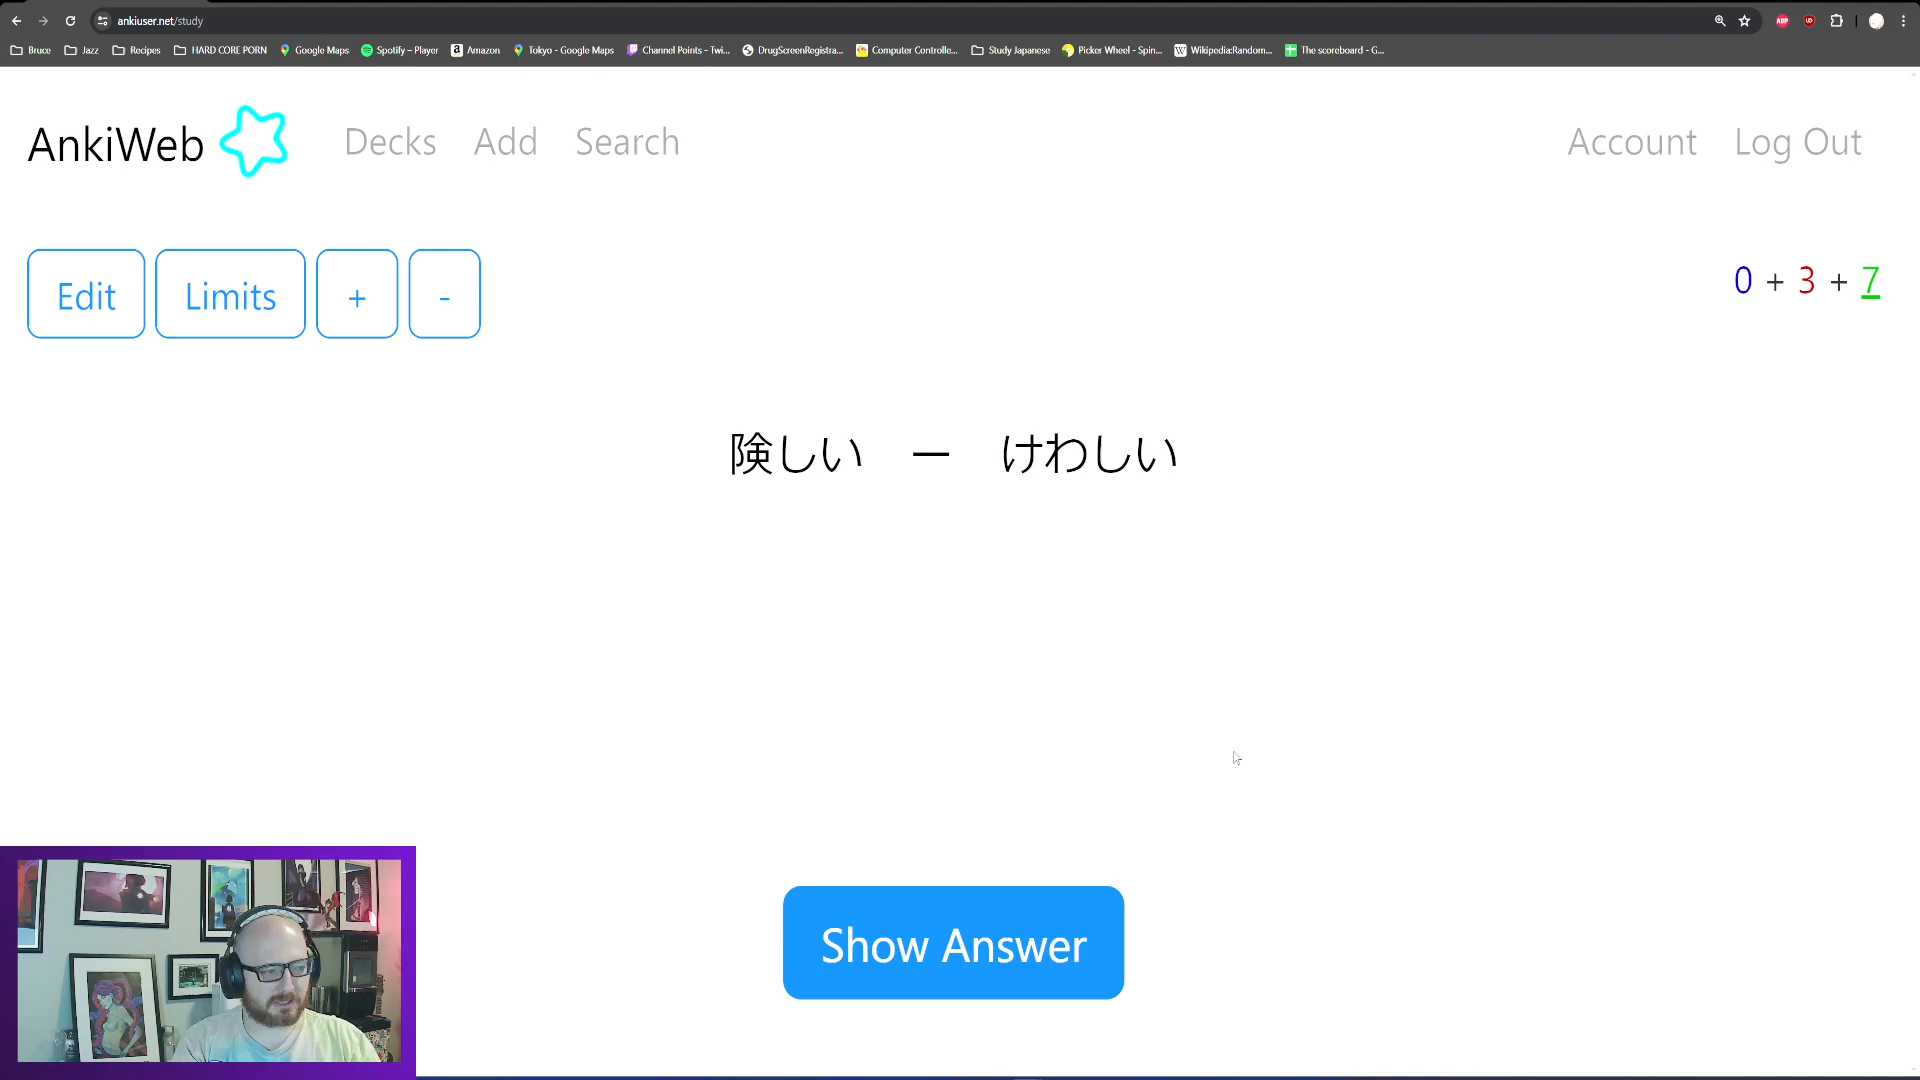 ankiuser.net/study
Bruce Jazz Recipes HARD CORE PORN Google Maps Spotify – Player Amazon Tokyo - Google Maps Channel Points - Twi... DrugScreenRegistra... Computer Controlle... Study Japanese Picker Wheel - Spin... Wikipedia:Random... The scoreboard - G...
AnkiWeb Decks Add Search Account Log Out
Edit Limits + - 0 + 3 + 7
険しい ー けわしい
Show Answer